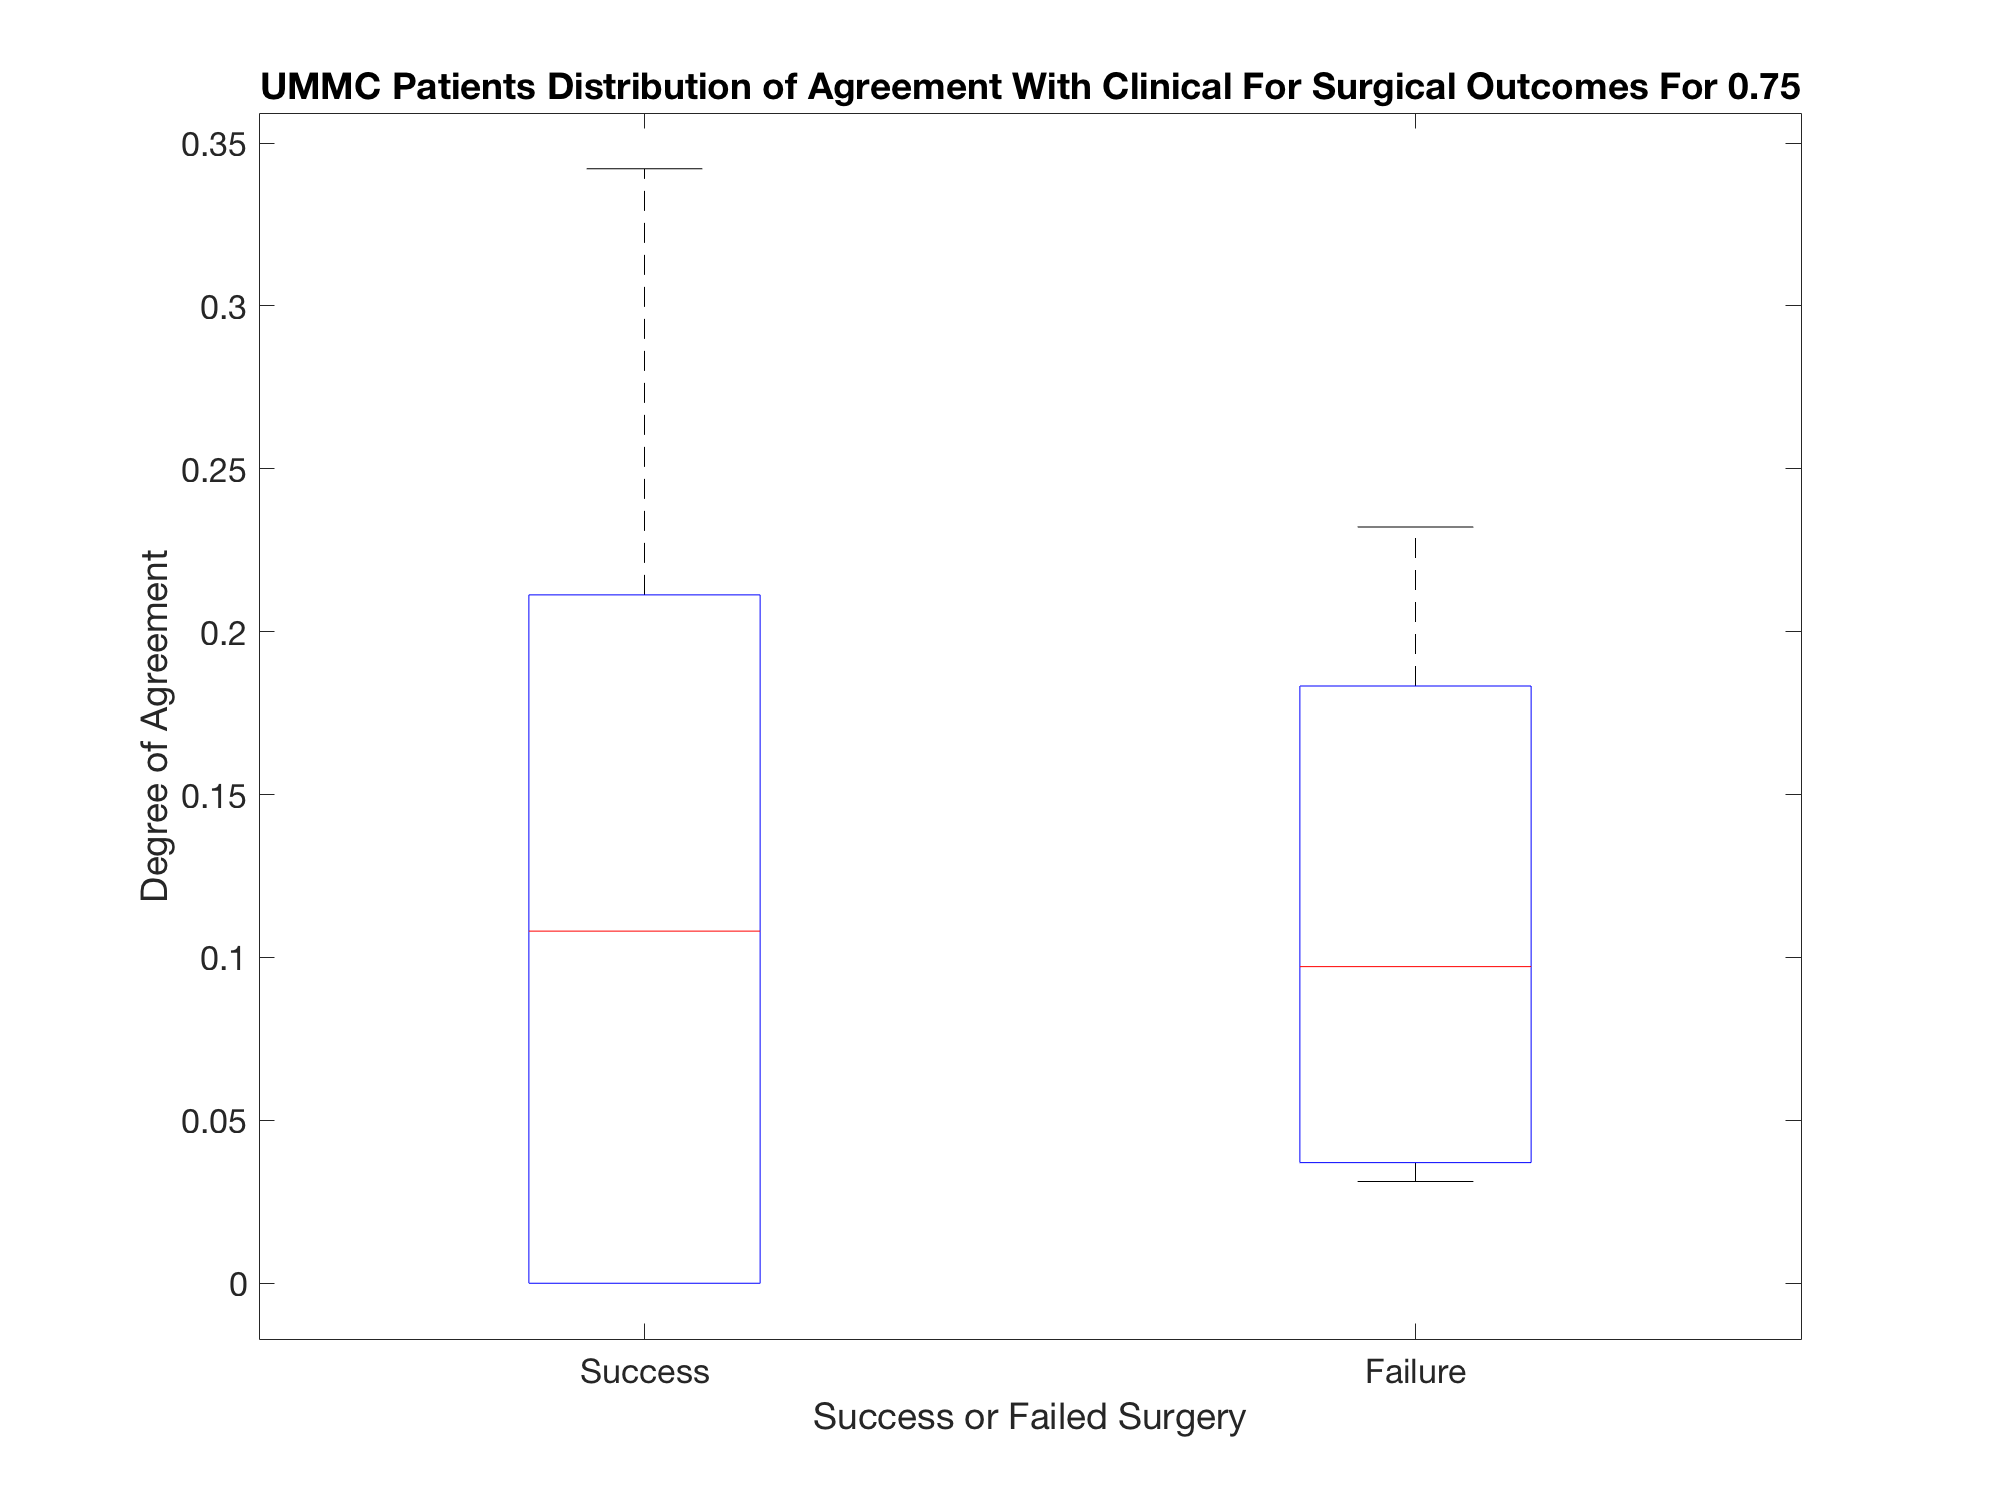 UMMC Patients Distribution of Agreement With Clinical For Surgical Outcomes For 0.75
0.35
0.3
0.25
0.2
0.15
0.1
0.05
0
Degree of Agreement
Success
Failure
Success or Failed Surgery